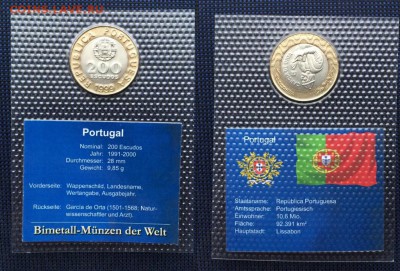 REPUBLICA PORTUGUESA
200
ESCUDOS
Portugal
Nominal: 200 Escudos
Jahr: 1991-2000
Durchmesser: 28 mm
Gewicht: 9,85 g
Vorderseite: Wappenschild, Landesname,
Wertangabe, Ausgabejahr.
Rückseite: Garcia de Orta (1501-1568: Natur-
wissenschaftler und Arzt).
Bimetall-Münzen der Welt
Portugal
Staatsname: República Portuguesa
Amtssprache: Portugiesisch
Einwohner: 10,6 Mio.
Fläche: 92.391 km²
Hauptstadt: Lissabon